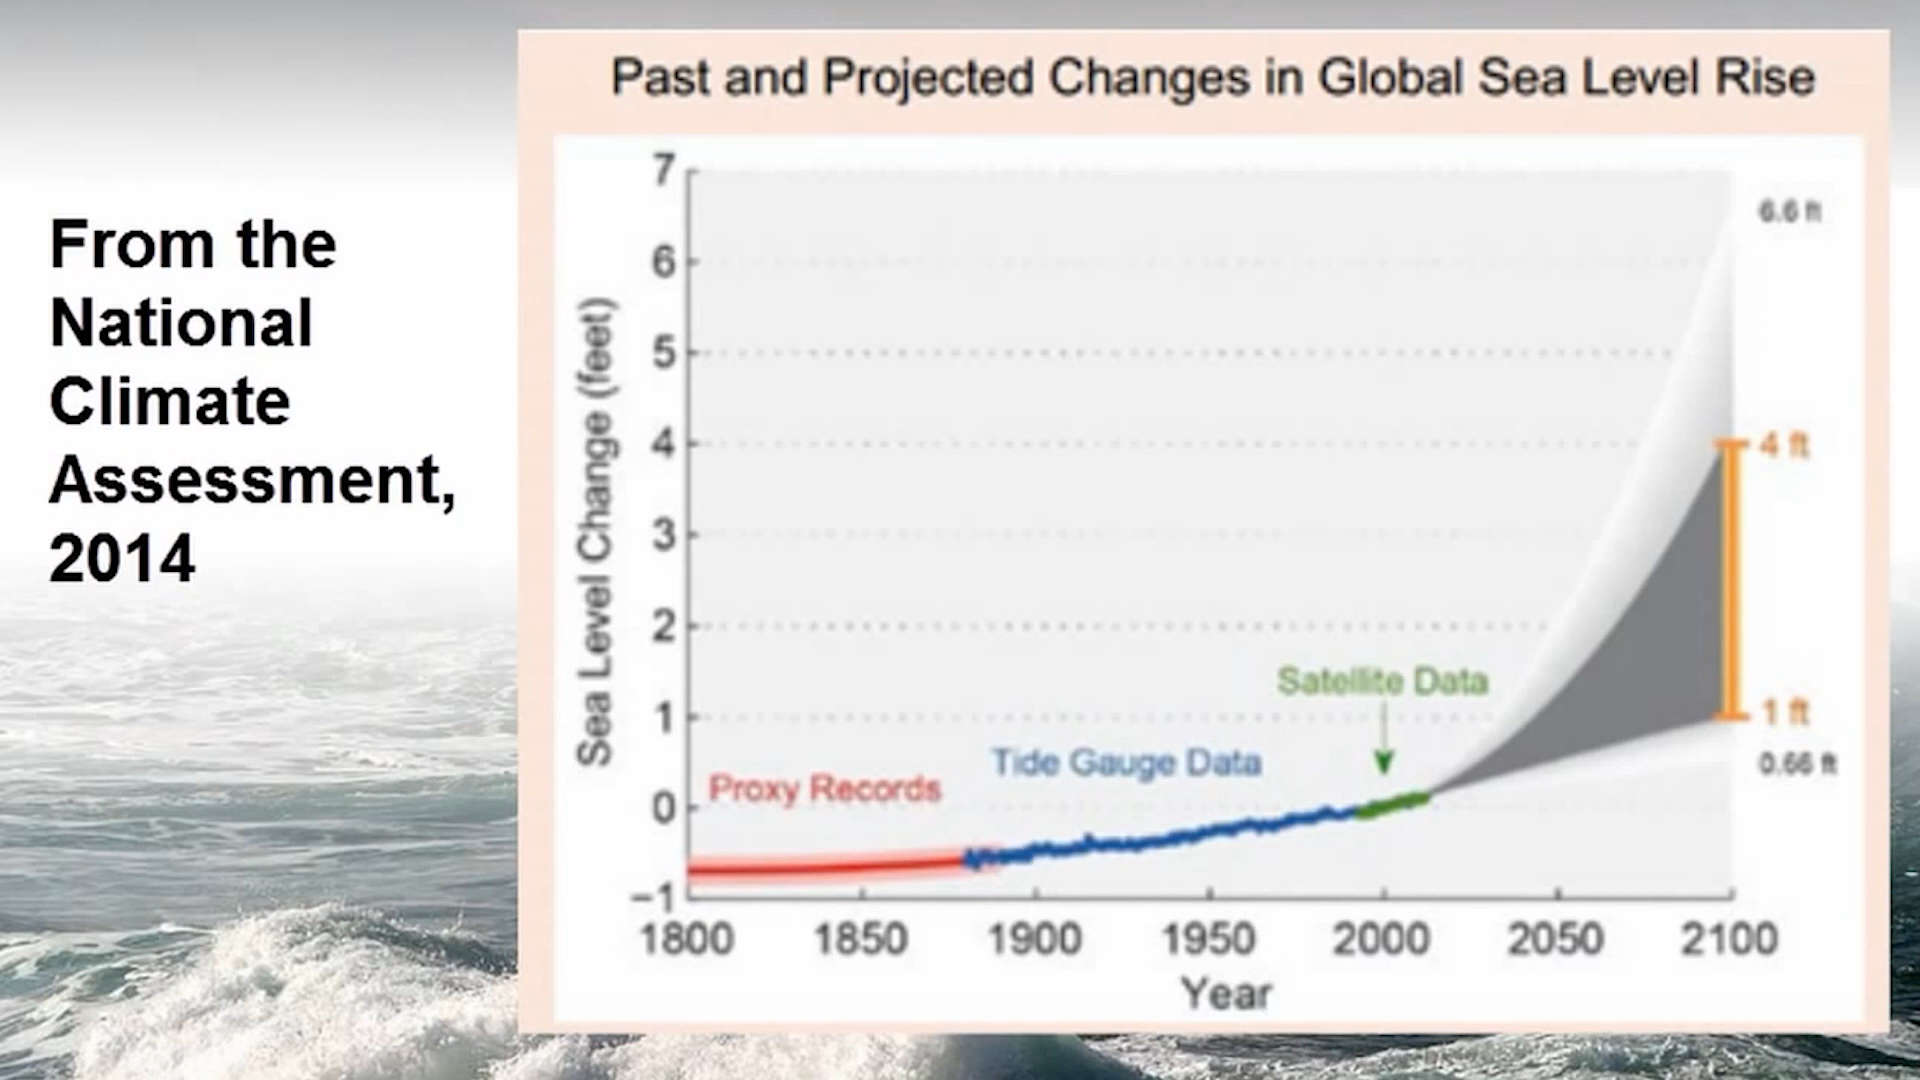 From the
National
Climate
Assessment,
2014
Past and Projected Changes in Global Sea Level Rise
Sea Level Change (feet)
7
6
5
4
3
2
1
0
−1
6.6 ft
4 ft
1 ft
0.66 ft
Satellite Data
Tide Gauge Data
Proxy Records
1800 1850 1900 1950 2000 2050 2100
Year